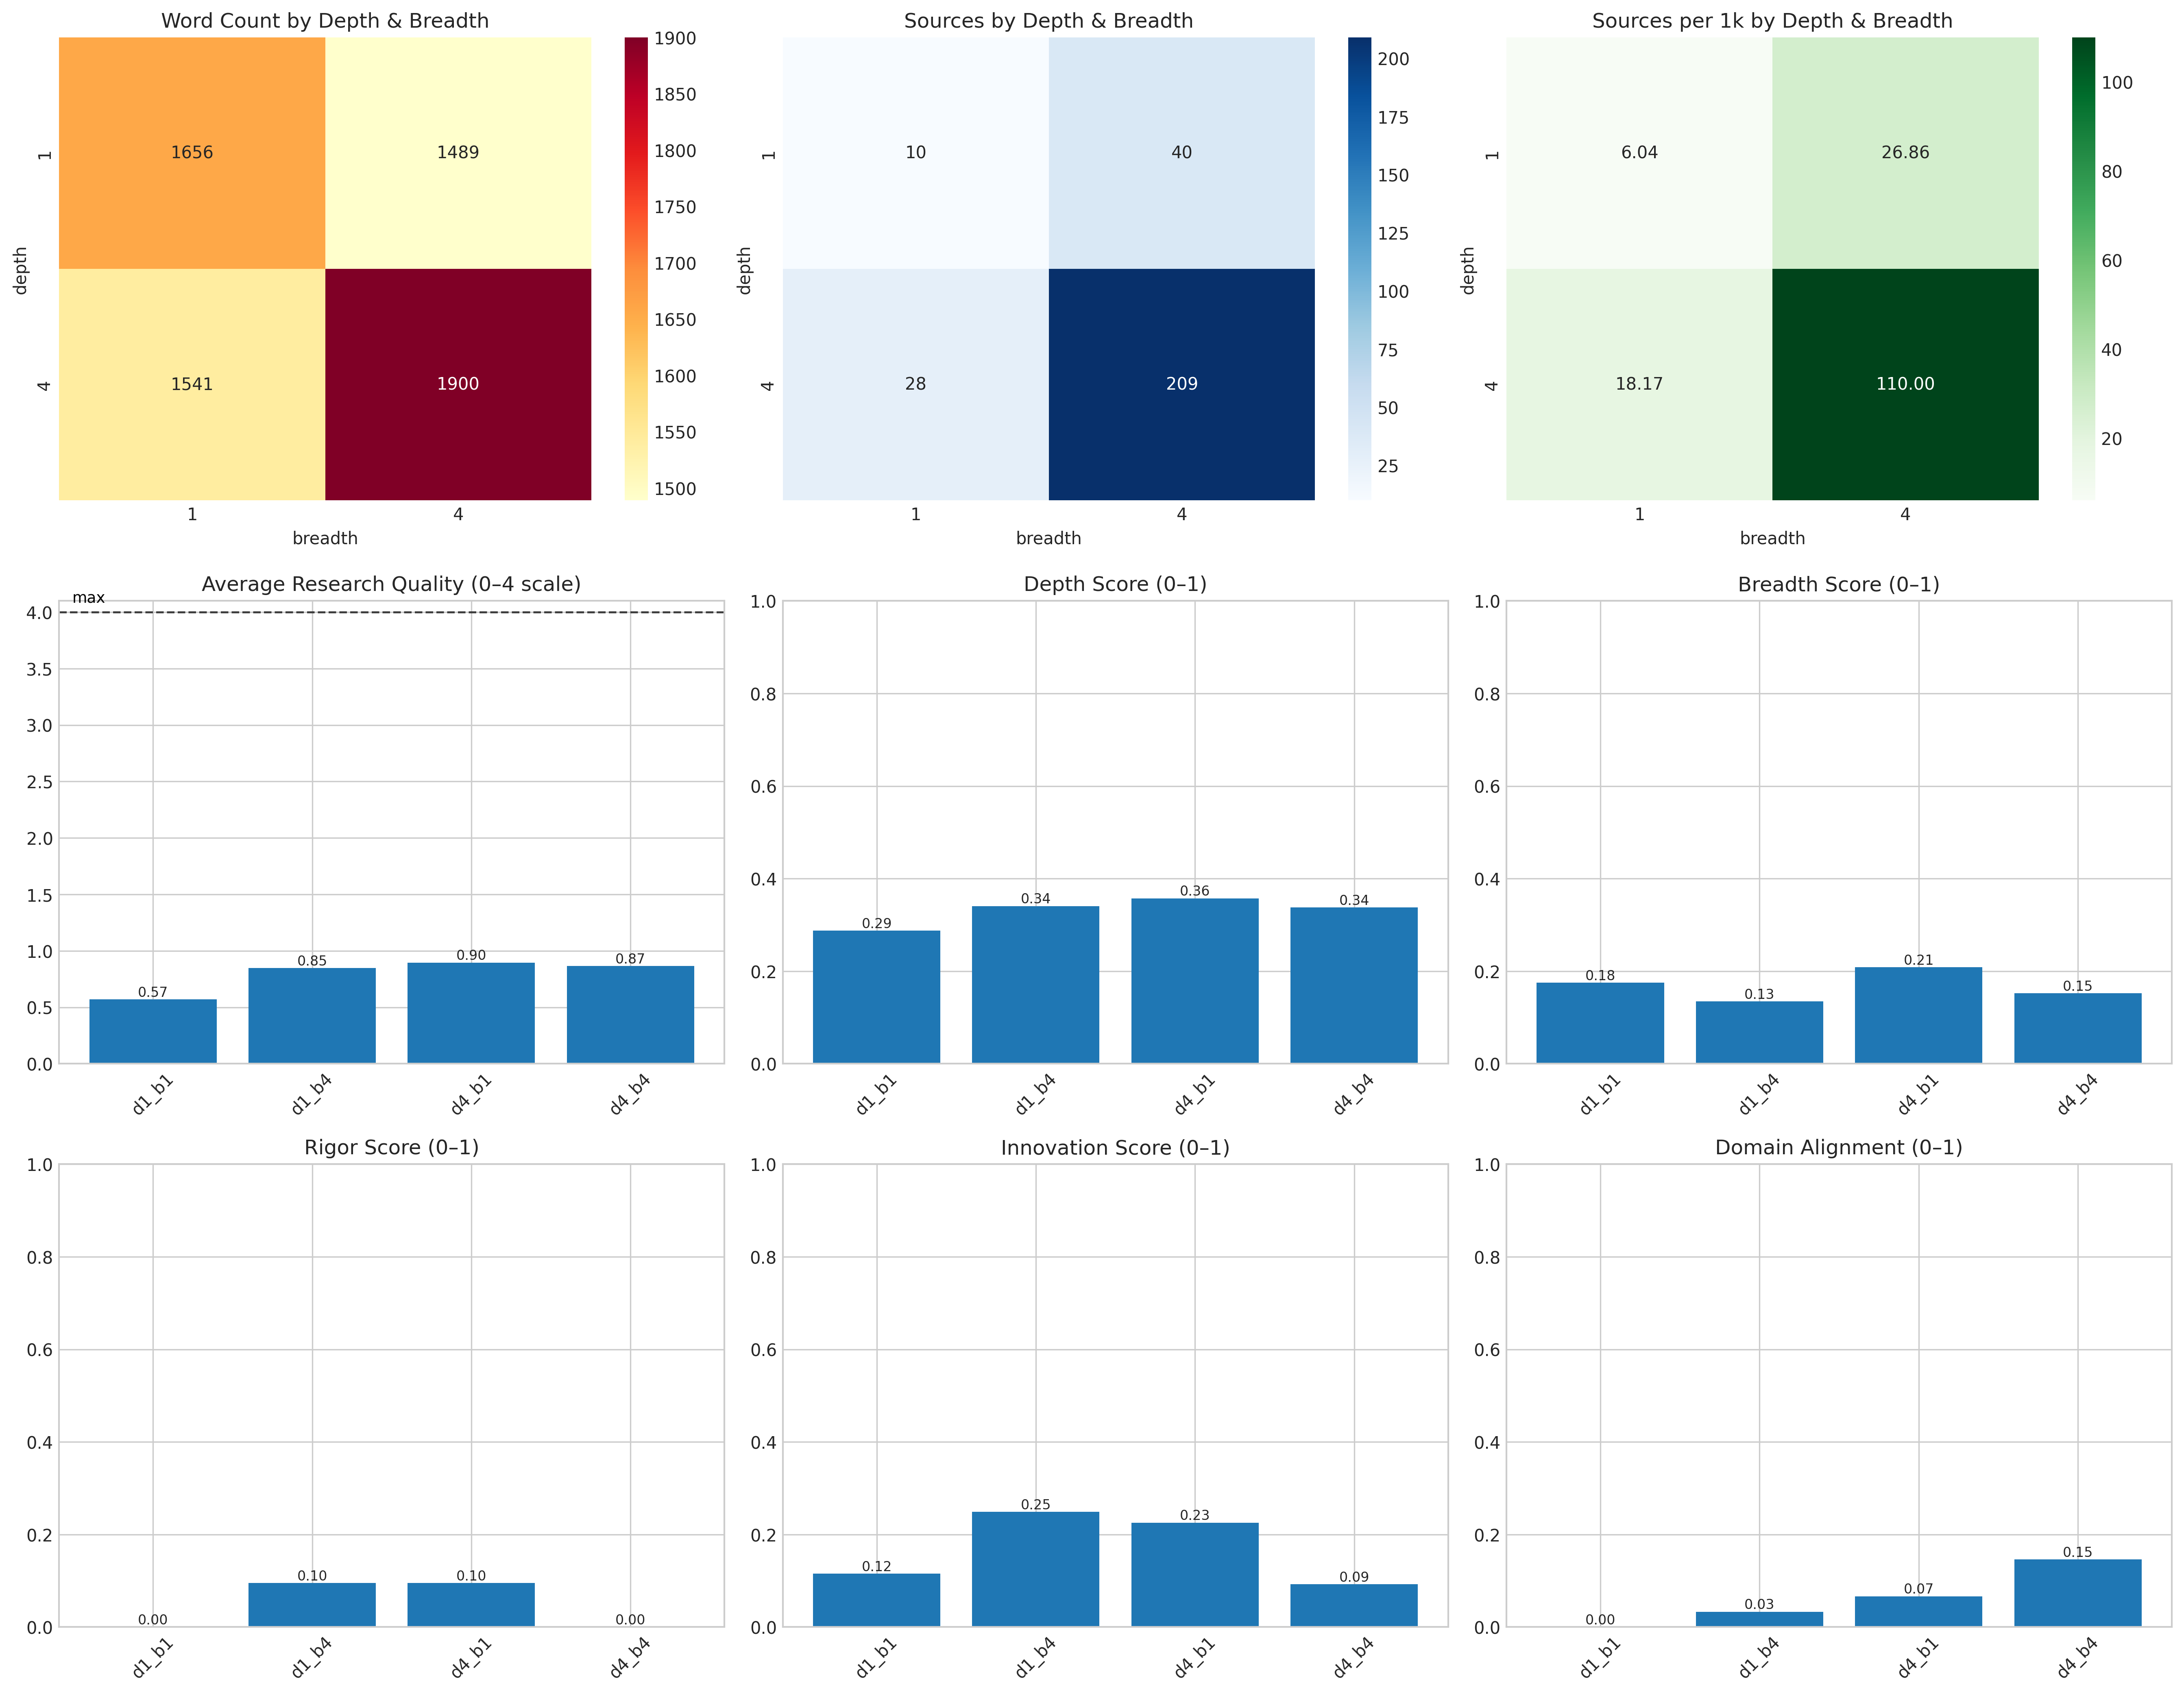 Word Count by Depth & Breadth
1656
1489
1541
1900
1
4
depth
1
4
breadth
1900
1850
1800
1750
1700
1650
1600
1550
1500
Sources by Depth & Breadth
10
40
28
209
1
4
depth
1
4
breadth
200
175
150
125
100
75
50
25
Sources per 1k by Depth & Breadth
6.04
26.86
18.17
110.00
1
4
depth
1
4
breadth
100
80
60
40
20
Average Research Quality (0–4 scale)
max
4.0
3.5
3.0
2.5
2.0
1.5
1.0
0.5
0.0
0.57
0.85
0.90
0.87
d1_b1
d1_b4
d4_b1
d4_b4
Depth Score (0–1)
1.0
0.8
0.6
0.4
0.2
0.0
0.29
0.34
0.36
0.34
d1_b1
d1_b4
d4_b1
d4_b4
Breadth Score (0–1)
1.0
0.8
0.6
0.4
0.2
0.0
0.18
0.13
0.21
0.15
d1_b1
d1_b4
d4_b1
d4_b4
Rigor Score (0–1)
1.0
0.8
0.6
0.4
0.2
0.0
0.00
0.10
0.10
0.00
d1_b1
d1_b4
d4_b1
d4_b4
Innovation Score (0–1)
1.0
0.8
0.6
0.4
0.2
0.0
0.12
0.25
0.23
0.09
d1_b1
d1_b4
d4_b1
d4_b4
Domain Alignment (0–1)
1.0
0.8
0.6
0.4
0.2
0.0
0.00
0.03
0.07
0.15
d1_b1
d1_b4
d4_b1
d4_b4